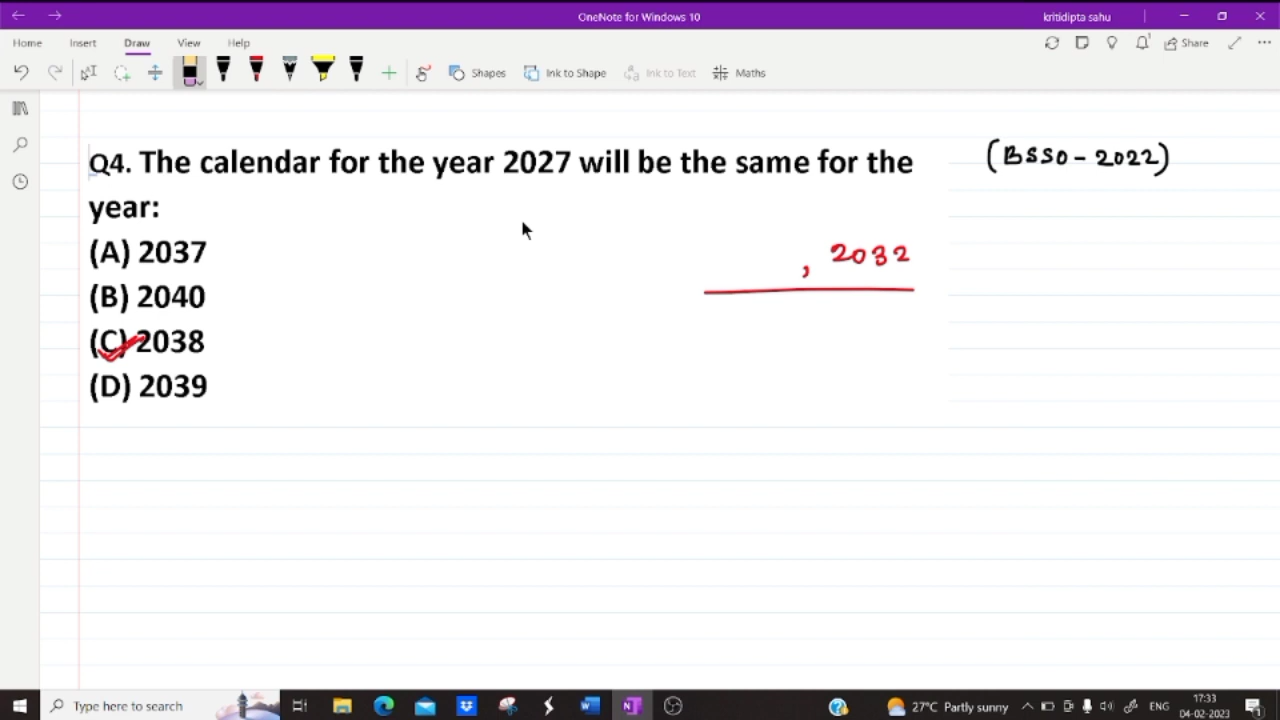 OneNote for Windows 10
kritidipta sahu
Home Insert Draw View Help
Share
Shapes Ink to Shape Ink to Text Maths
Q4. The calendar for the year 2027 will be the same for the
year:
(BSSO - 2022)
(A) 2037
, 2032
(B) 2040
(C) 2038
(D) 2039
Type here to search
27°C Partly sunny
ENG
17:33
04-02-2023
1